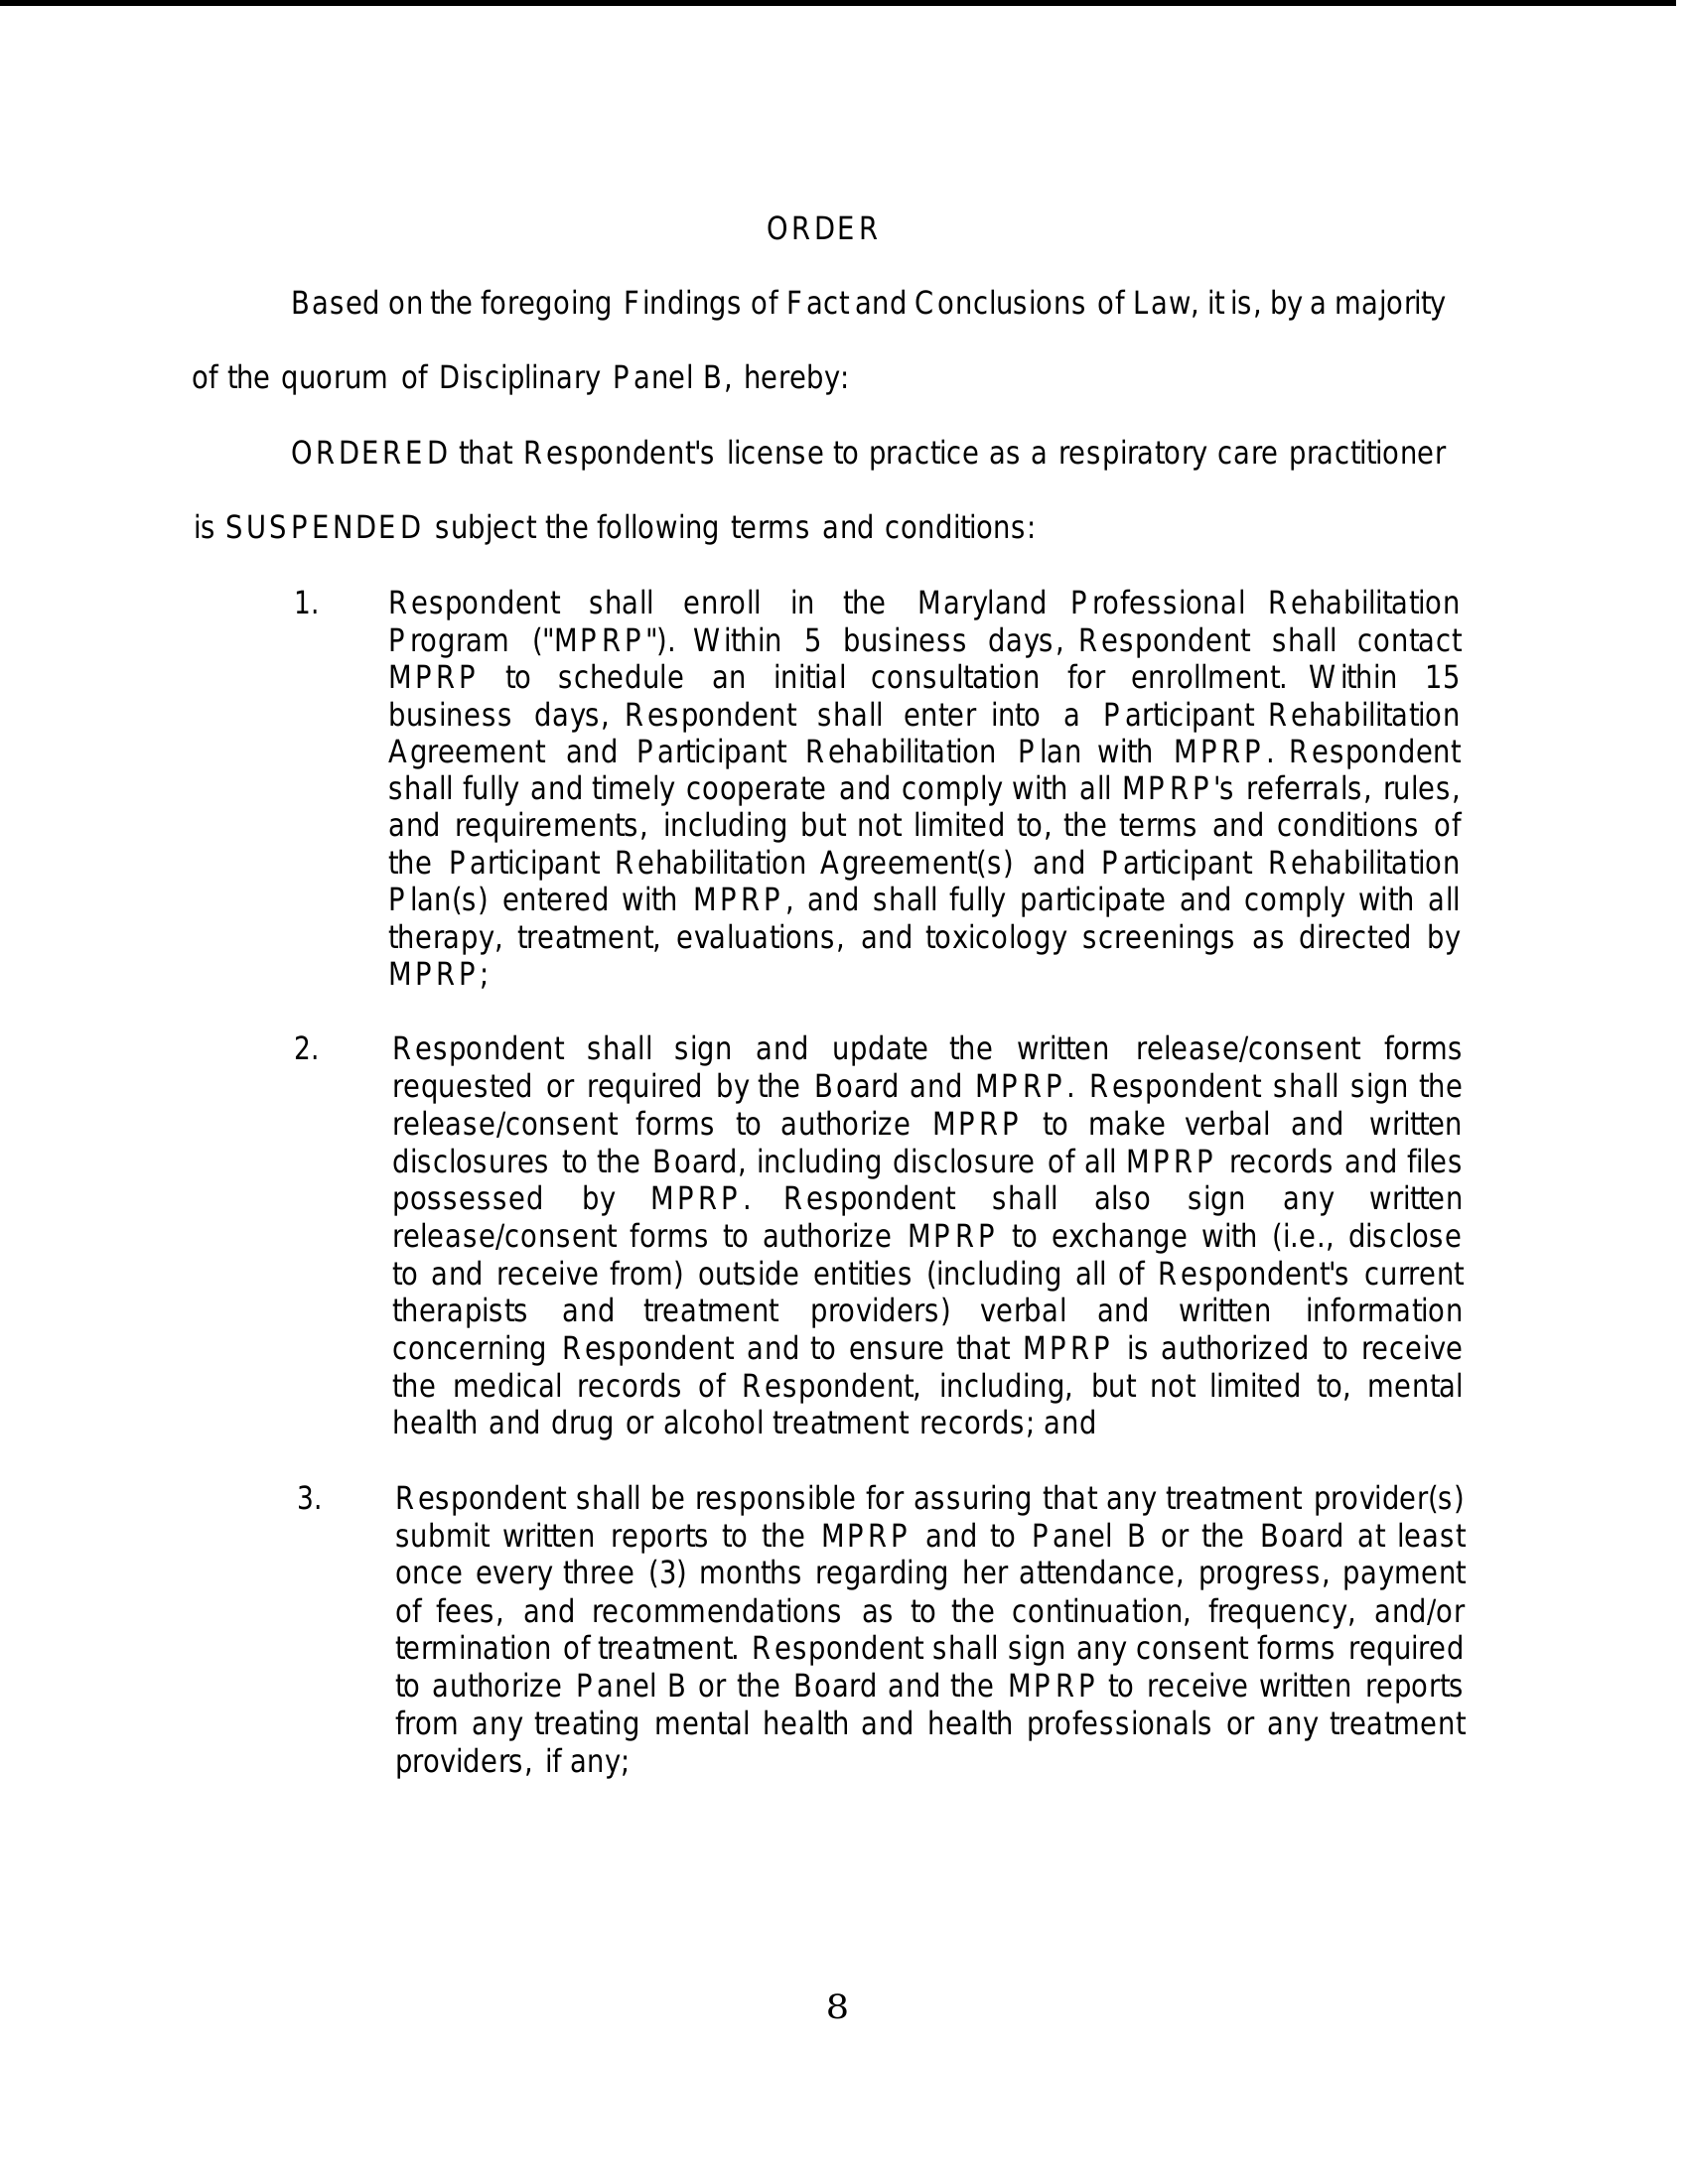 ORDER
Based on the foregoing Findings of Fact and Conclusions of Law, it is, by a majority
of the quorum of Disciplinary Panel B, hereby:
ORDERED that Respondent's license to practice as a respiratory care practitioner
is SUSPENDED subject the following terms and conditions:
1. Respondent shall enroll in the Maryland Professional Rehabilitation
Program ("MPRP"). Within 5 business days, Respondent shall contact
MPRP to schedule an initial consultation for enrollment. Within 15
business days, Respondent shall enter into a Participant Rehabilitation
Agreement and Participant Rehabilitation Plan with MPRP. Respondent
shall fully and timely cooperate and comply with all MPRP's referrals, rules,
and requirements, including but not limited to, the terms and conditions of
the Participant Rehabilitation Agreement(s) and Participant Rehabilitation
Plan(s) entered with MPRP, and shall fully participate and comply with all
therapy, treatment, evaluations, and toxicology screenings as directed by
MPRP;
2. Respondent shall sign and update the written release/consent forms
requested or required by the Board and MPRP. Respondent shall sign the
release/consent forms to authorize MPRP to make verbal and written
disclosures to the Board, including disclosure of all MPRP records and files
possessed by MPRP. Respondent shall also sign any written
release/consent forms to authorize MPRP to exchange with (i.e., disclose
to and receive from) outside entities (including all of Respondent's current
therapists and treatment providers) verbal and written information
concerning Respondent and to ensure that MPRP is authorized to receive
the medical records of Respondent, including, but not limited to, mental
health and drug or alcohol treatment records; and
3. Respondent shall be responsible for assuring that any treatment provider(s)
submit written reports to the MPRP and to Panel B or the Board at least
once every three (3) months regarding her attendance, progress, payment
of fees, and recommendations as to the continuation, frequency, and/or
termination of treatment. Respondent shall sign any consent forms required
to authorize Panel B or the Board and the MPRP to receive written reports
from any treating mental health and health professionals or any treatment
providers, if any;
8